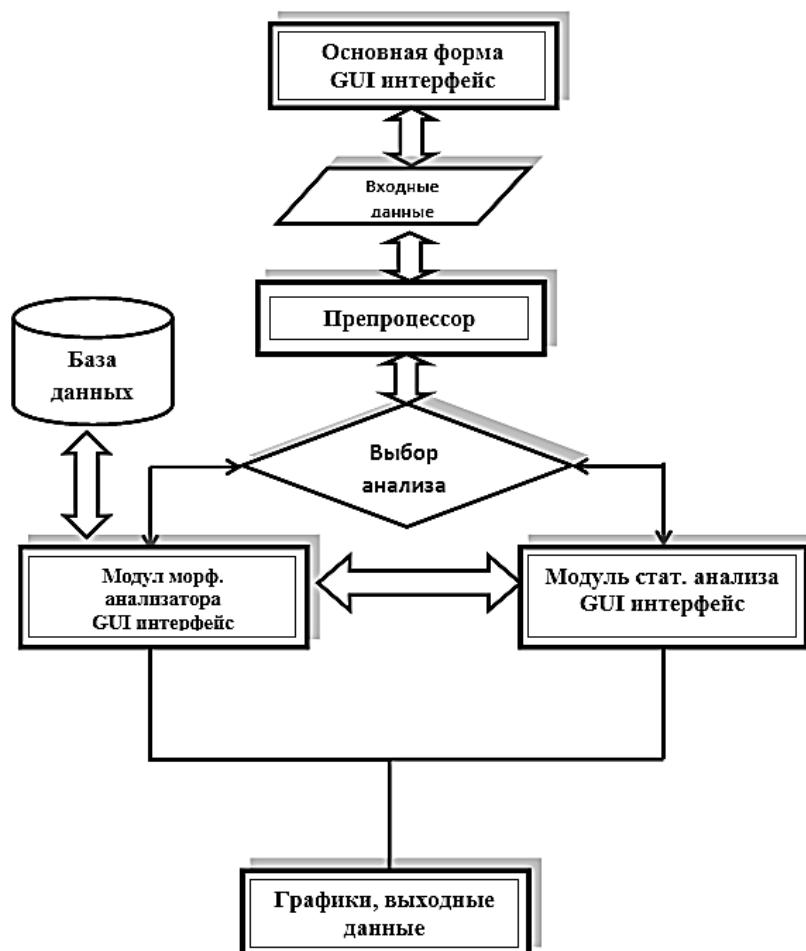 Основная форма
GUI интерфейс
Входные
данные
Препроцессор
База
данных
Выбор
анализа
Модул морф.
анализатора
GUI интерфейс
Модуль стат. анализа
GUI интерфейс
Графики, выходные
данные